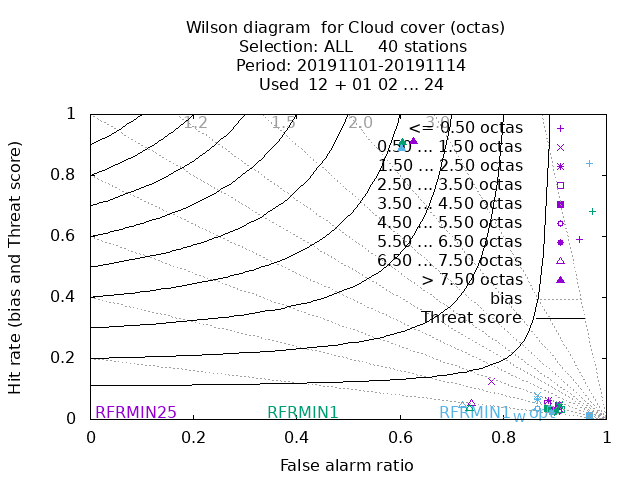 Wilson diagram  for Cloud cover (octas)
Selection: ALL     40 stations
Period: 20191101-20191114
Used  12 + 01 02 ... 24
Hit rate (bias and Threat score)
1
0.8
0.6
0.4
0.2
0
1.2
1.5
2.0
3.0
<= 0.50 octas
0.50 ... 1.50 octas
1.50 ... 2.50 octas
2.50 ... 3.50 octas
3.50 ... 4.50 octas
4.50 ... 5.50 octas
5.50 ... 6.50 octas
6.50 ... 7.50 octas
> 7.50 octas
bias
Threat score
RFRMIN25 RFRMIN1 RFRMIN1_W_opt
0 0.2 0.4 0.6 0.8 1
False alarm ratio